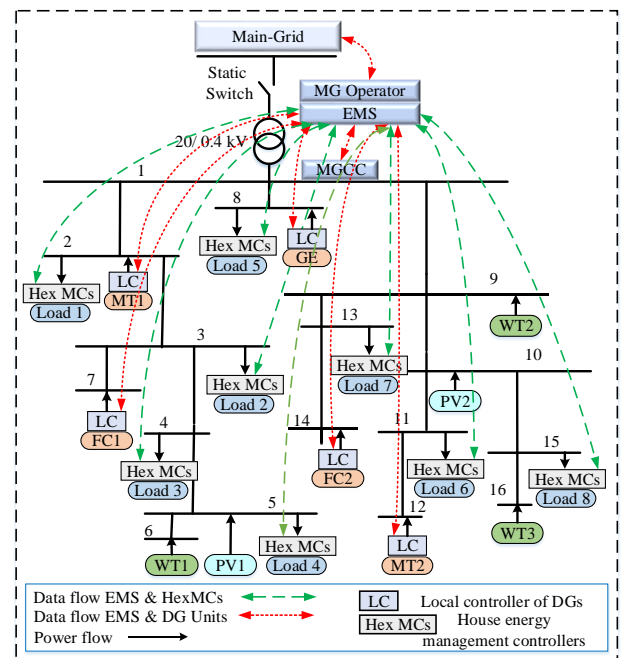 Main-Grid
Static
Switch
MG Operator
EMS
20/ 0.4 kV
MGCC
1
8
2
Hex MCs
Load 5
LC
GE
LC
MT1
Hex MCs
Load 1
9
WT2
3
13
7
Hex MCs
Load 2
Hex MCs
Load 7
10
PV2
LC
FC1
4
14
11
Hex MCs
Load 3
LC
FC2
Hex MCs
Load 6
15
Hex MCs
Load 8
16
5
12
6
WT1
PV1
Hex MCs
Load 4
LC
MT2
WT3
Data flow EMS & HexMCs
Data flow EMS & DG Units
Power flow
LC
Local controller of DGs
Hex MCs
House energy
management controllers